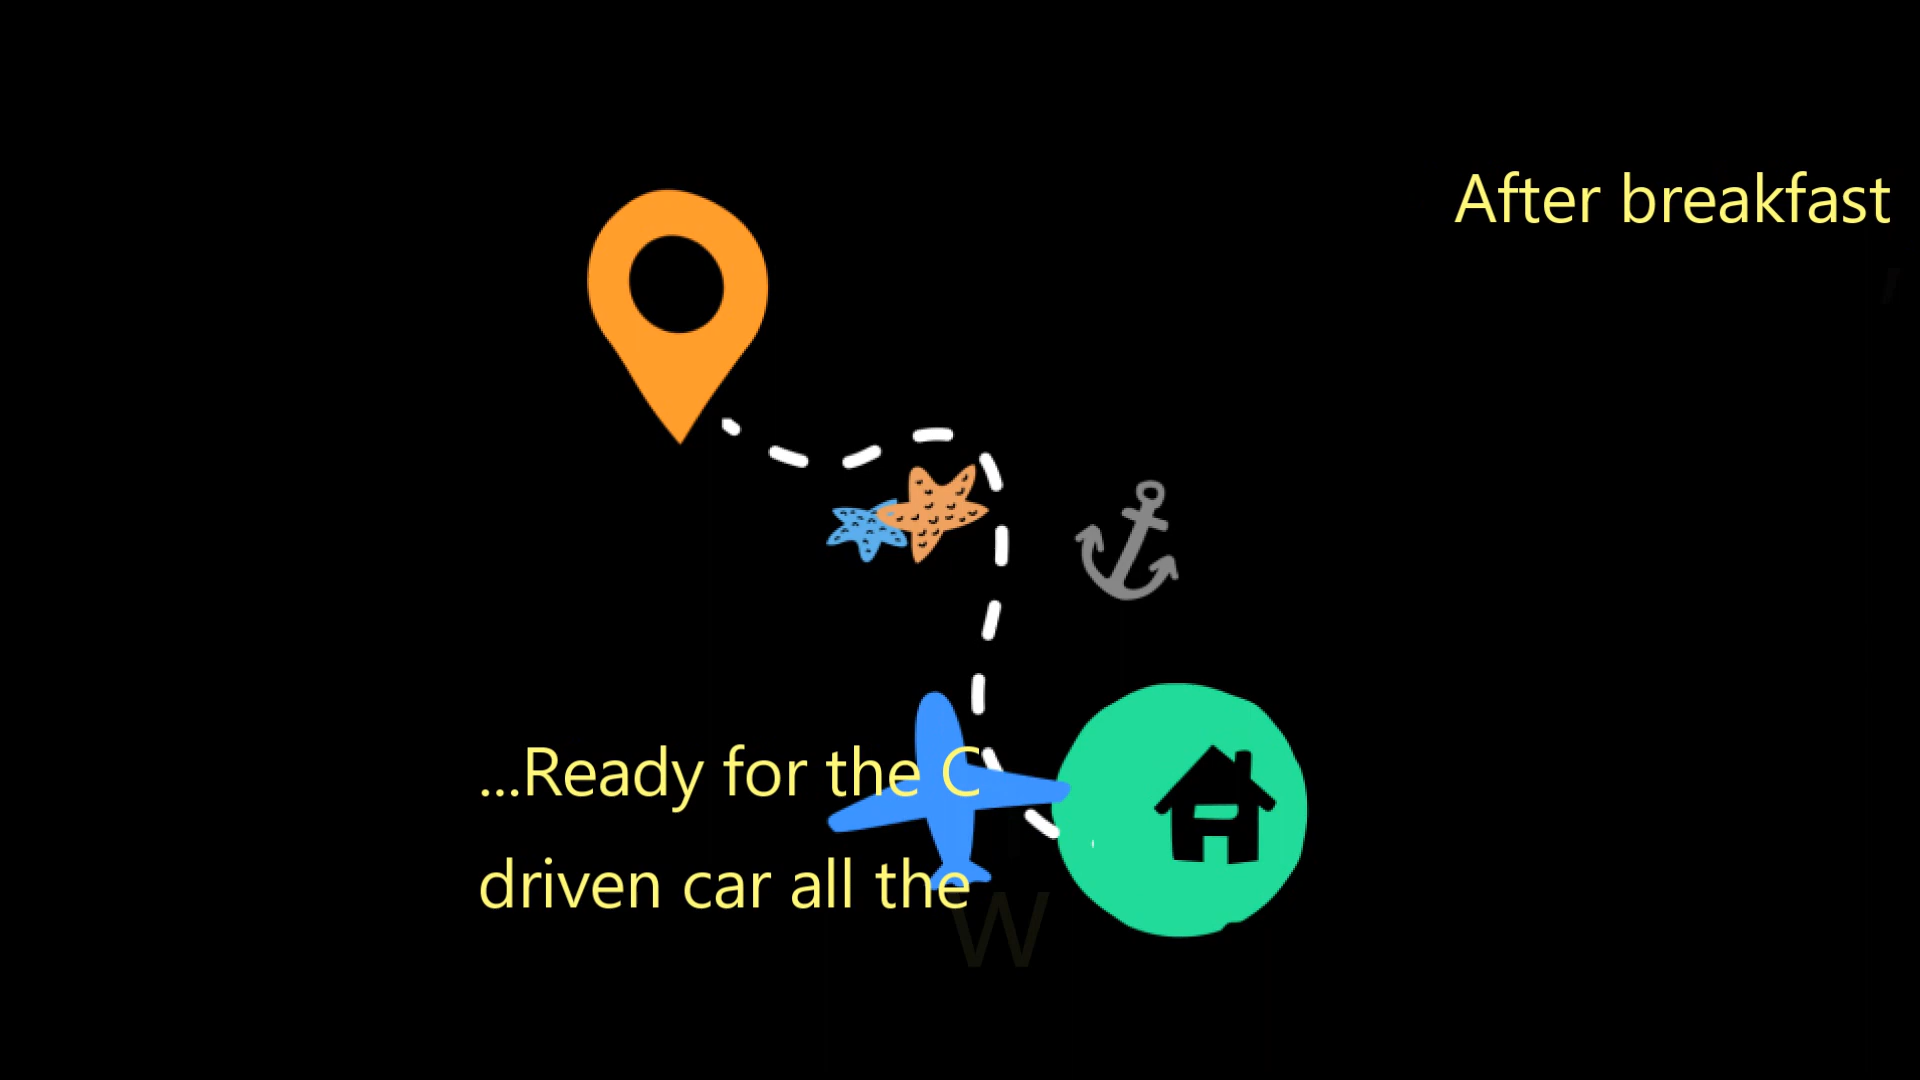 After breakfast
...Ready for the C
driven car all the
W